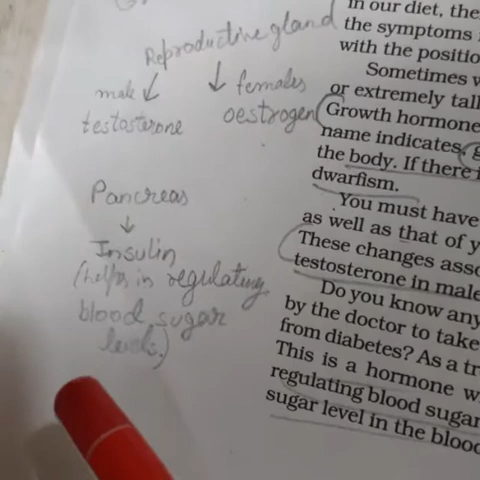 Reproductive gland
male females
testosterone oestrogen
Pancreas
Insulin
(helps in regulating
blood sugar
levels)
in our diet, the
the symptoms
with the positio
Sometimes w
or extremely tall
Growth hormone
name indicates, g
the body. If there i
dwarfism.
You must have
as well as that of y
These changes asso
testosterone in male
Do you know any
by the doctor to take
from diabetes? As a tr
This is a hormone w
regulating blood sugar
sugar level in the blood